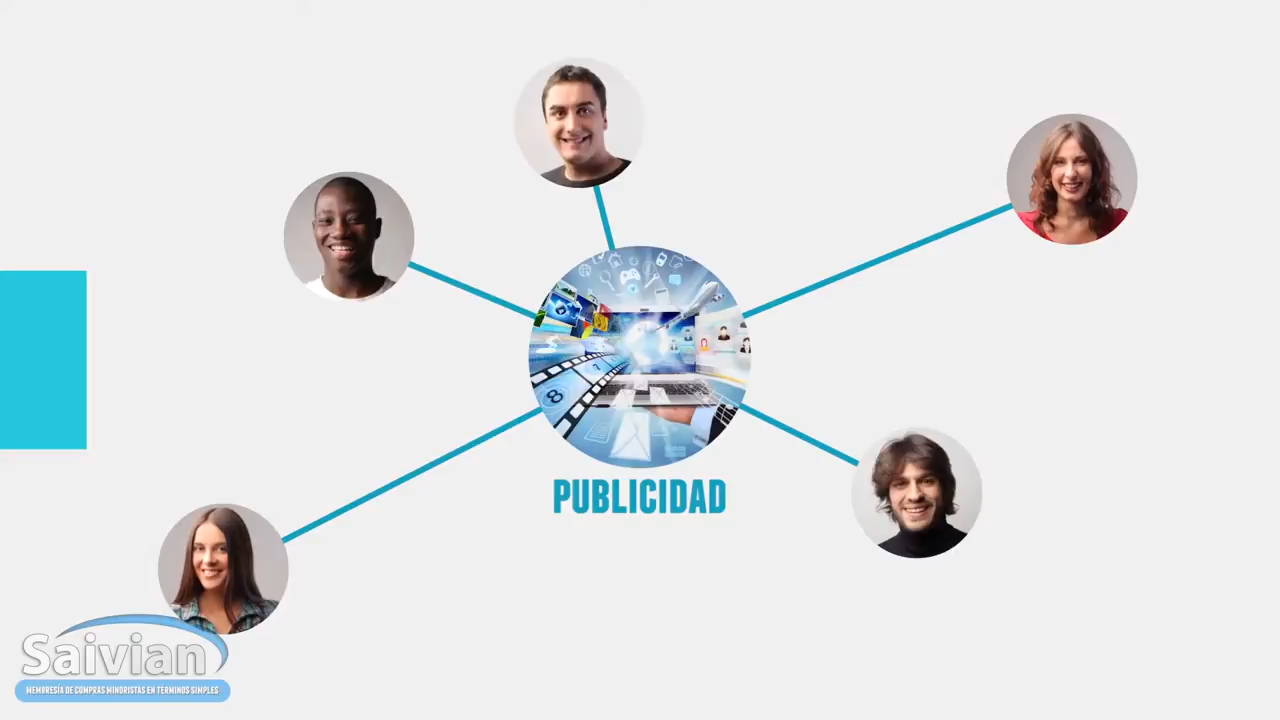 PUBLICIDAD
Saivian
MEMBRESÍA DE COMPRAS MINORISTAS EN TÉRMINOS SIMPLES